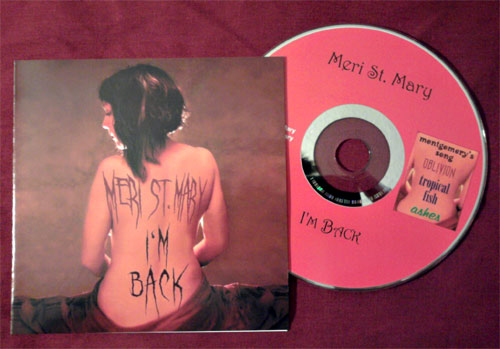 MERI ST. MARY
I'M
BACK
Meri St. Mary
montgomery's
song
OBLIVION
tropical
fish
ashes
I'm Back